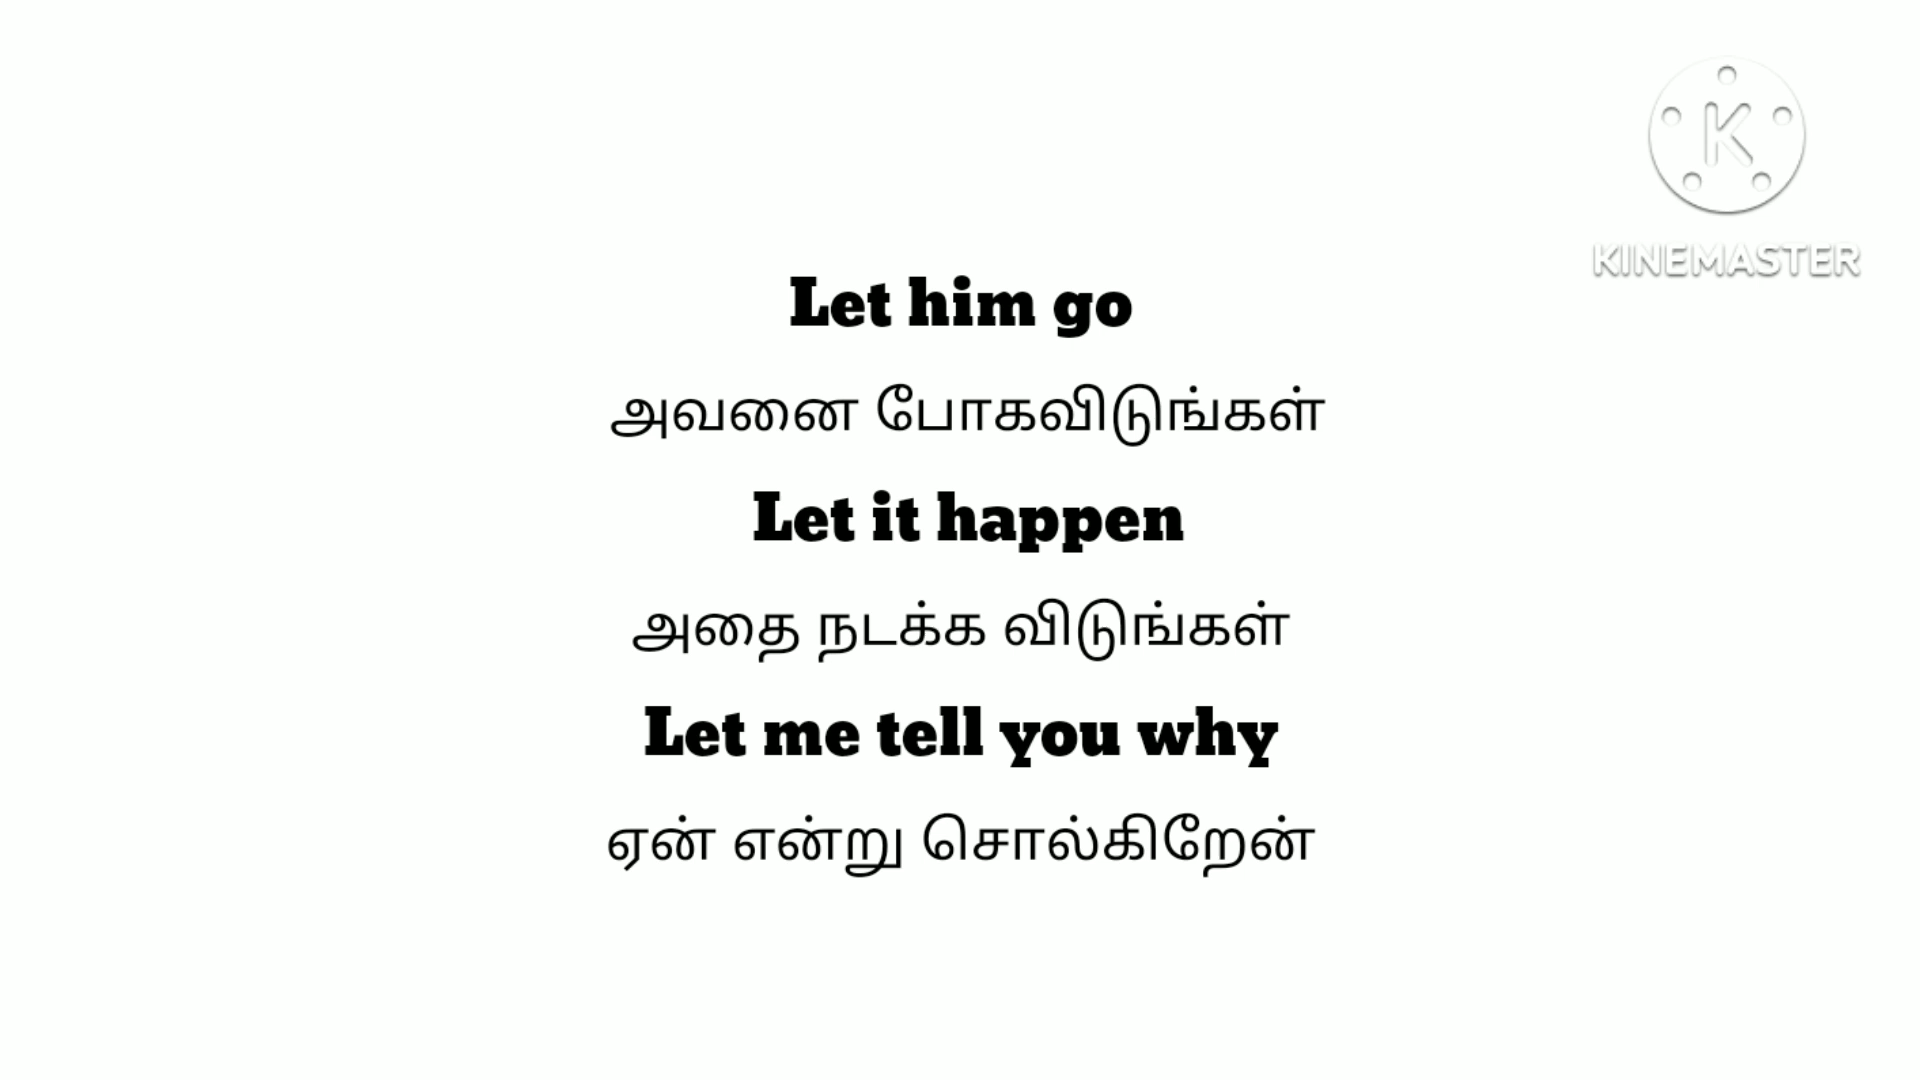 K
KINEMASTER
Let him go
அவனை போகவிடுங்கள்
Let it happen
அதை நடக்க விடுங்கள்
Let me tell you why
ஏன் என்று சொல்கிறேன்